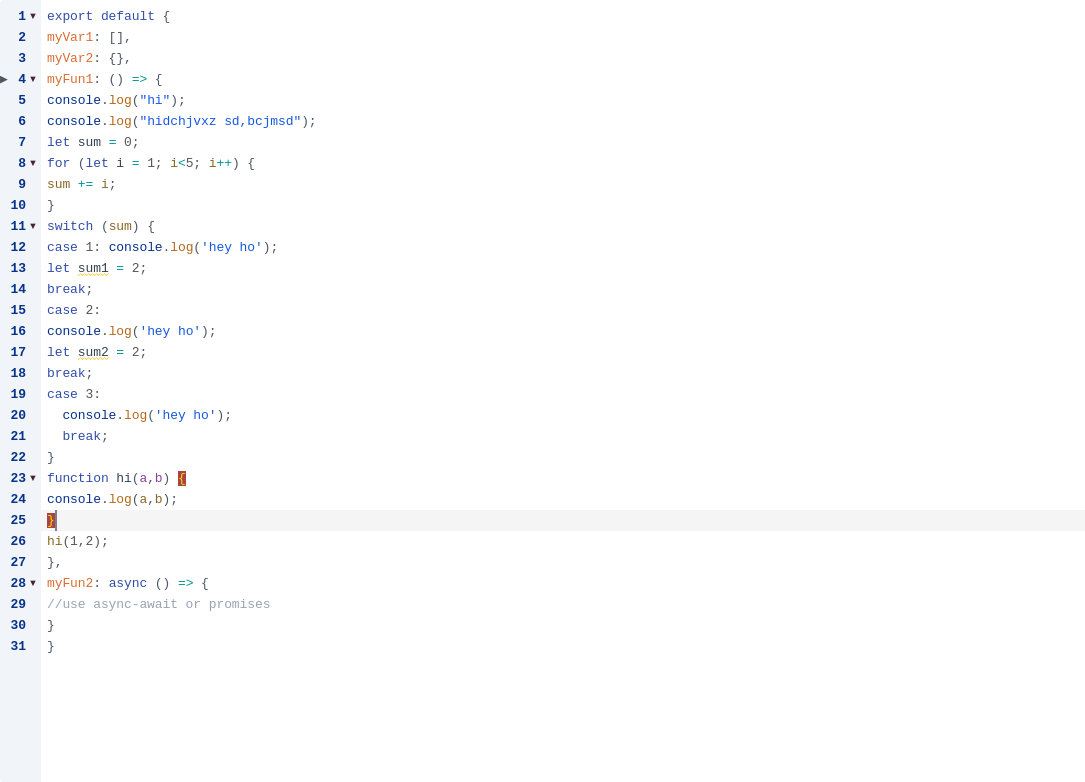 1 export default {
2 myVar1: [],
3 myVar2: {},
4 myFun1: () => {
5 console.log("hi");
6 console.log("hidchjvxz sd,bcjmsd");
7 let sum = 0;
8 for (let i = 1; i<5; i++) {
9 sum += i;
10 }
11 switch (sum) {
12 case 1: console.log('hey ho');
13 let sum1 = 2;
14 break;
15 case 2:
16 console.log('hey ho');
17 let sum2 = 2;
18 break;
19 case 3:
20   console.log('hey ho');
21   break;
22 }
23 function hi(a,b) {
24 console.log(a,b);
25 }
26 hi(1,2);
27 },
28 myFun2: async () => {
29 //use async-await or promises
30 }
31 }